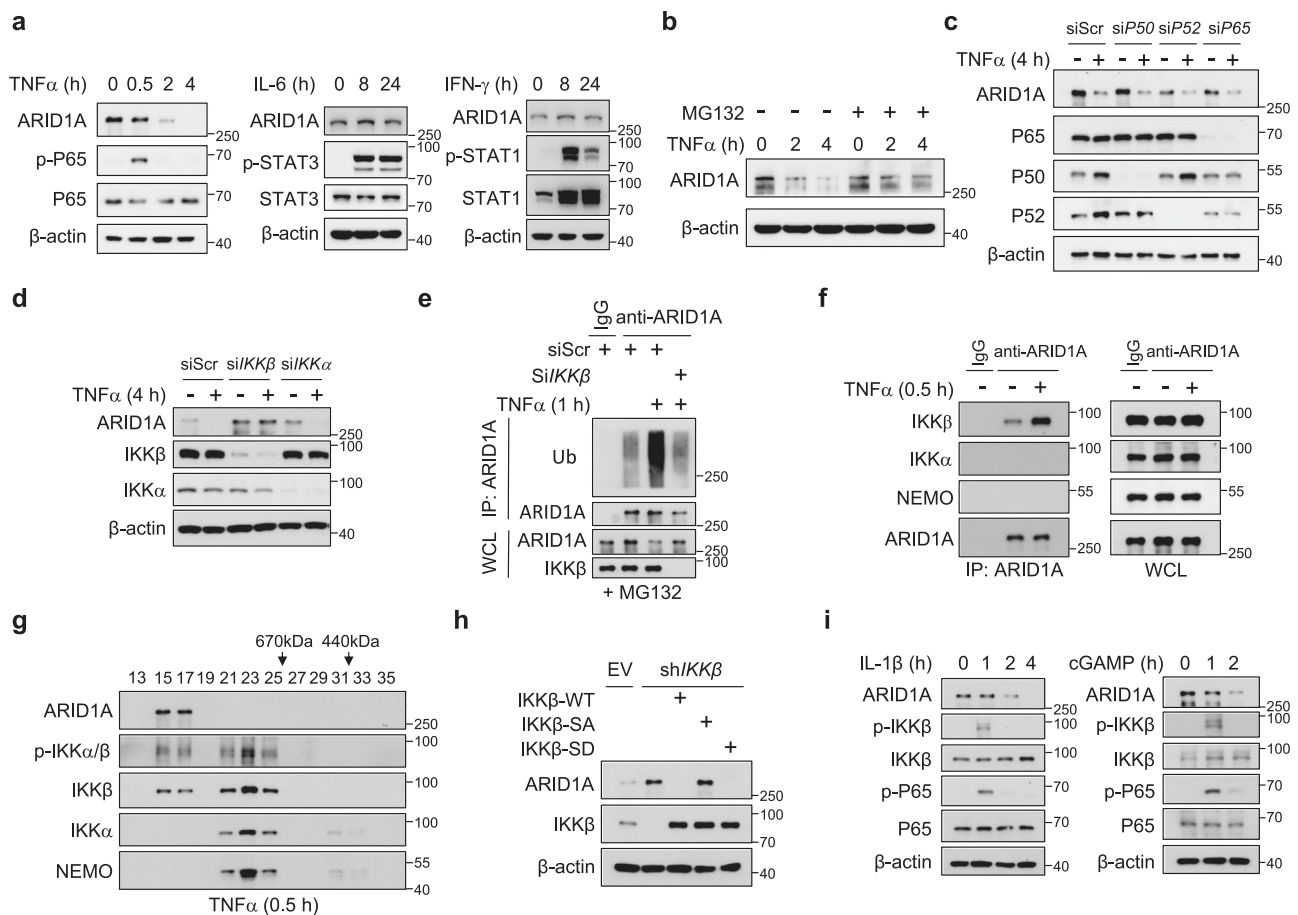 a
TNFα (h) 0 0.5 2 4
ARID1A
250
p-P65
70
P65
70
β-actin
40
IL-6 (h) 0 8 24
ARID1A
250
p-STAT3
100
70
STAT3
100
70
β-actin
40
IFN-γ (h) 0 8 24
ARID1A
250
p-STAT1
100
70
STAT1
100
70
β-actin
40
b
MG132 - - - + + +
TNFα (h) 0 2 4 0 2 4
ARID1A
250
β-actin
40
c
siScr siP50 siP52 siP65
TNFα (4 h) - + - + - + - +
ARID1A
250
P65
70
P50
55
P52
55
β-actin
40
d
siScr siIKKβ siIKKα
TNFα (4 h) - + - + - +
ARID1A
250
IKKβ
100
IKKα
100
β-actin
40
e
IgG anti-ARID1A
siScr + + +
SiIKKβ +
TNFα (1 h) + +
IP: ARID1A
Ub
250
ARID1A
250
WCL
ARID1A
250
IKKβ
100
+ MG132
f
IgG anti-ARID1A IgG anti-ARID1A
TNFα (0.5 h) - - + - - +
IKKβ
100 100
IKKα
100 100
NEMO
55 55
ARID1A
250 250
IP: ARID1A WCL
g
670kDa 440kDa
13 15 17 19 21 23 25 27 29 31 33 35
ARID1A
250
p-IKKα/β
100
IKKβ
100
IKKα
100
NEMO
55
40
TNFα (0.5 h)
h
EV shIKKβ
IKKβ-WT +
IKKβ-SA +
IKKβ-SD +
ARID1A
250
IKKβ
100
70
β-actin
40
i
IL-1β (h) 0 1 2 4
ARID1A
250
p-IKKβ
100
IKKβ
100
p-P65
70
P65
70
β-actin
40
cGAMP (h) 0 1 2
ARID1A
250
p-IKKβ
100
IKKβ
100
p-P65
70
P65
70
β-actin
40